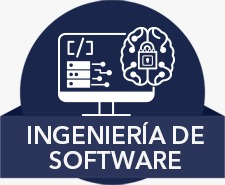 [/]
INGENIERÍA DE
SOFTWARE